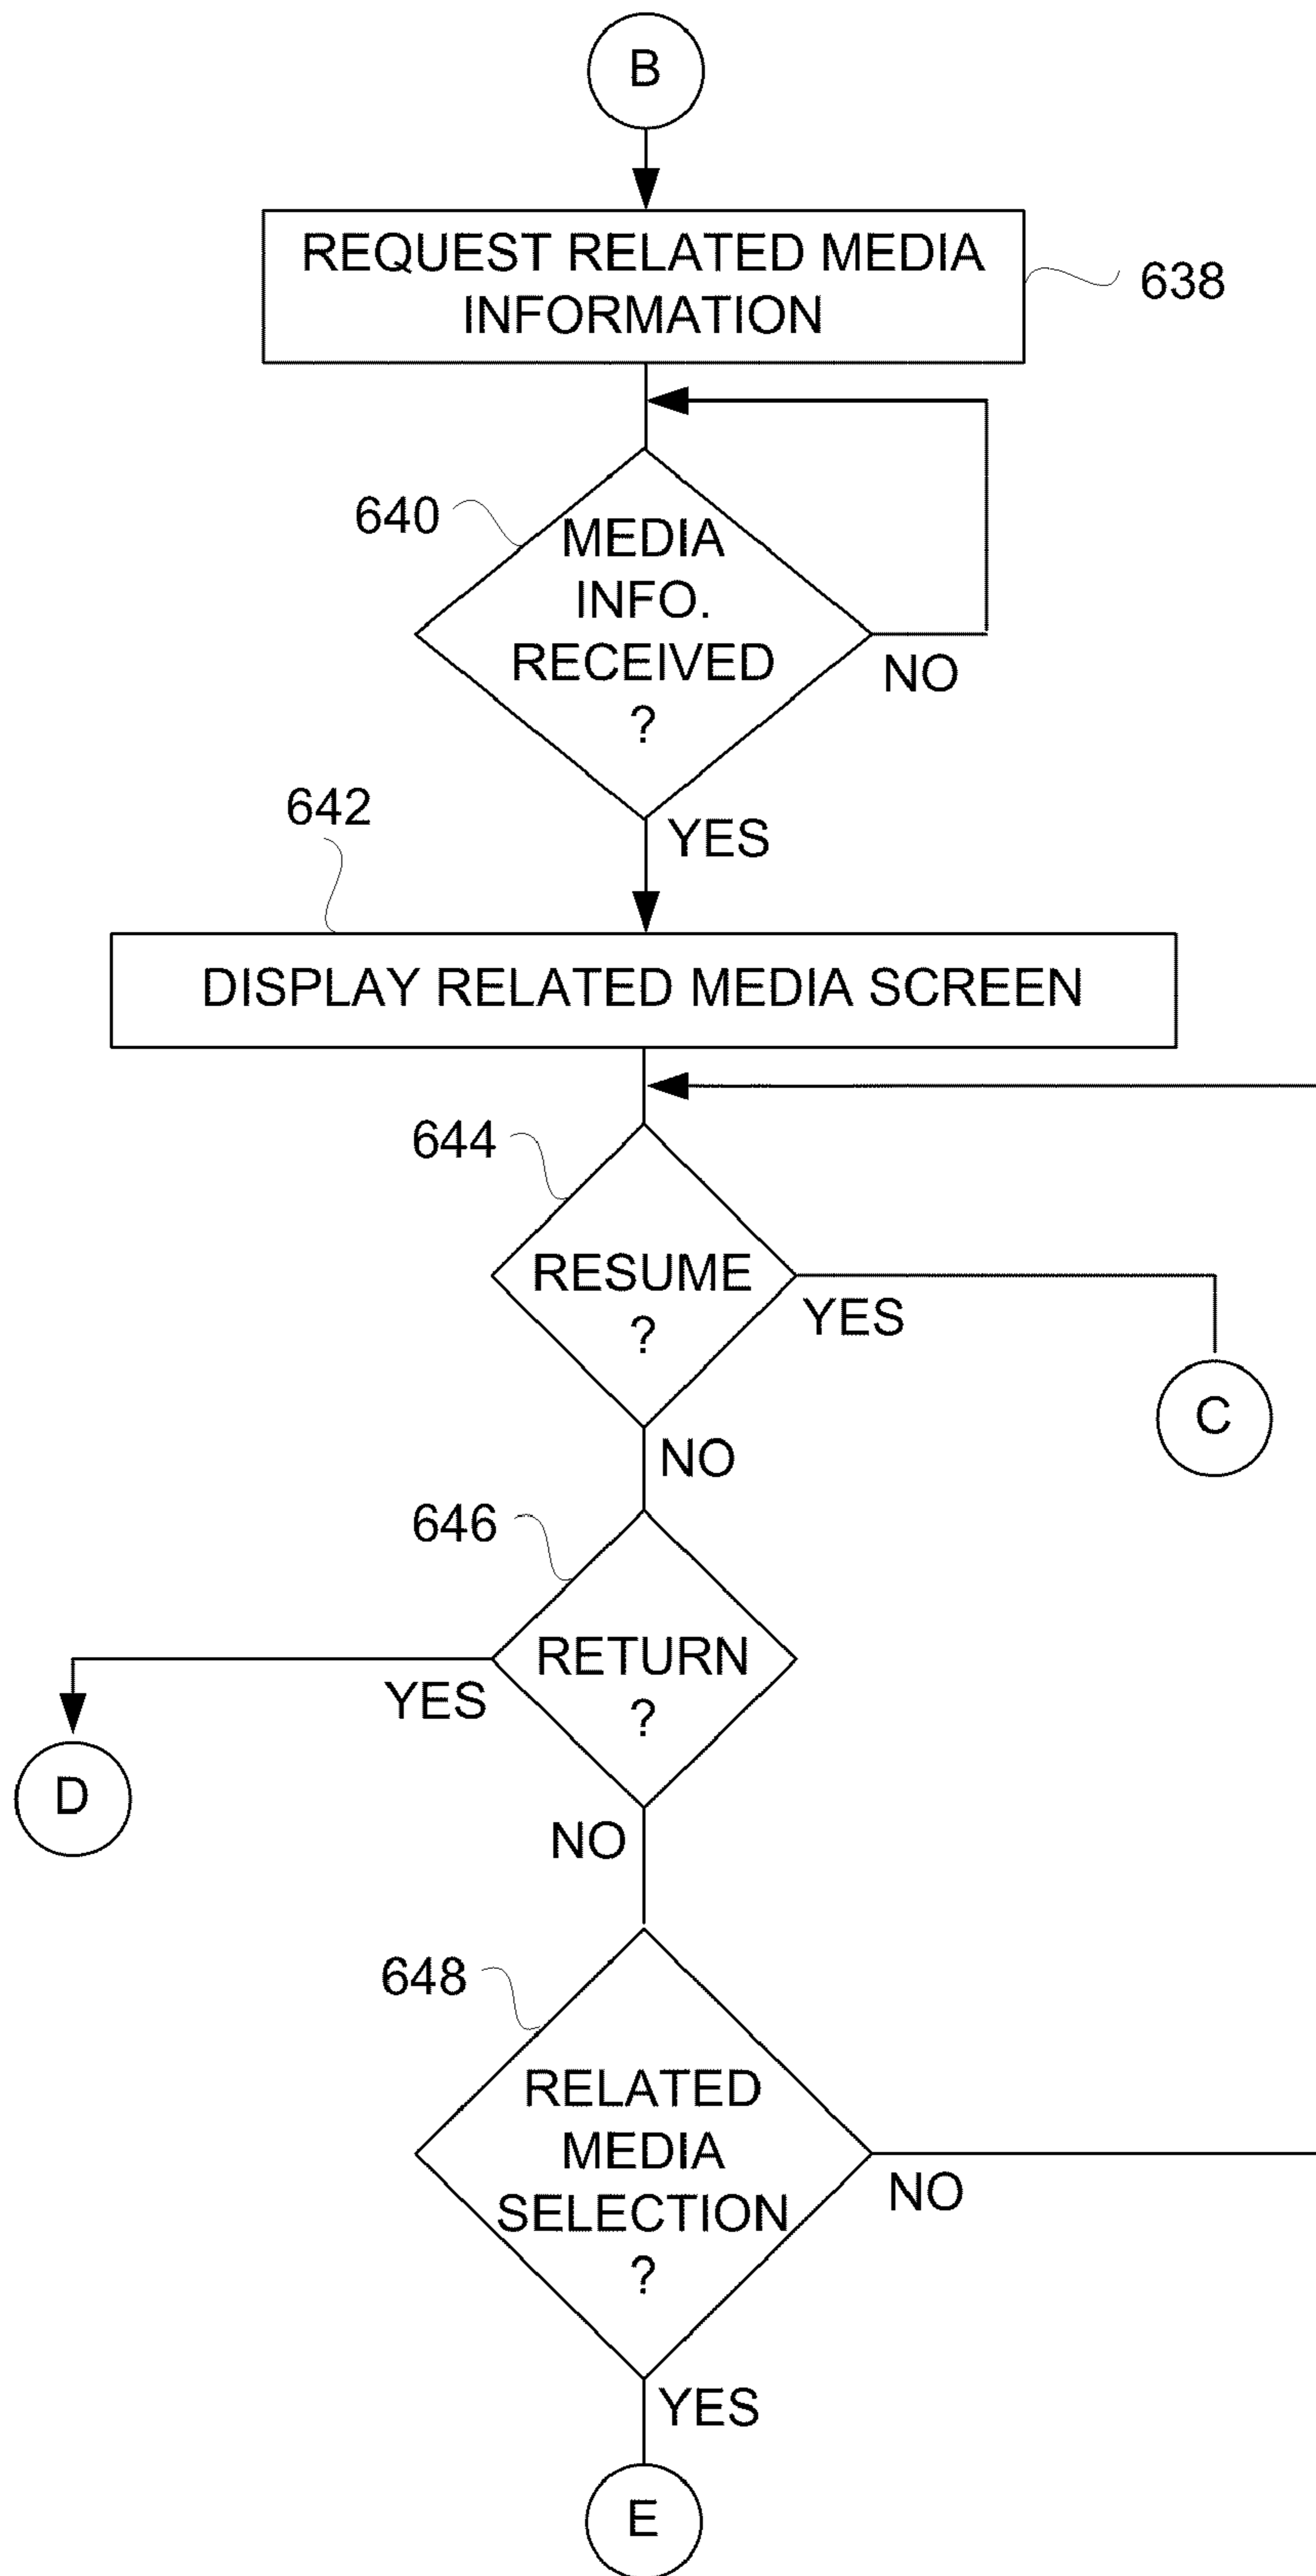 B
REQUEST RELATED MEDIA
INFORMATION
638
640
MEDIA
INFO.
RECEIVED
?
NO
642
YES
DISPLAY RELATED MEDIA SCREEN
644
RESUME
?
YES
C
NO
646
RETURN
?
YES
D
NO
648
RELATED
MEDIA
SELECTION
?
NO
YES
E